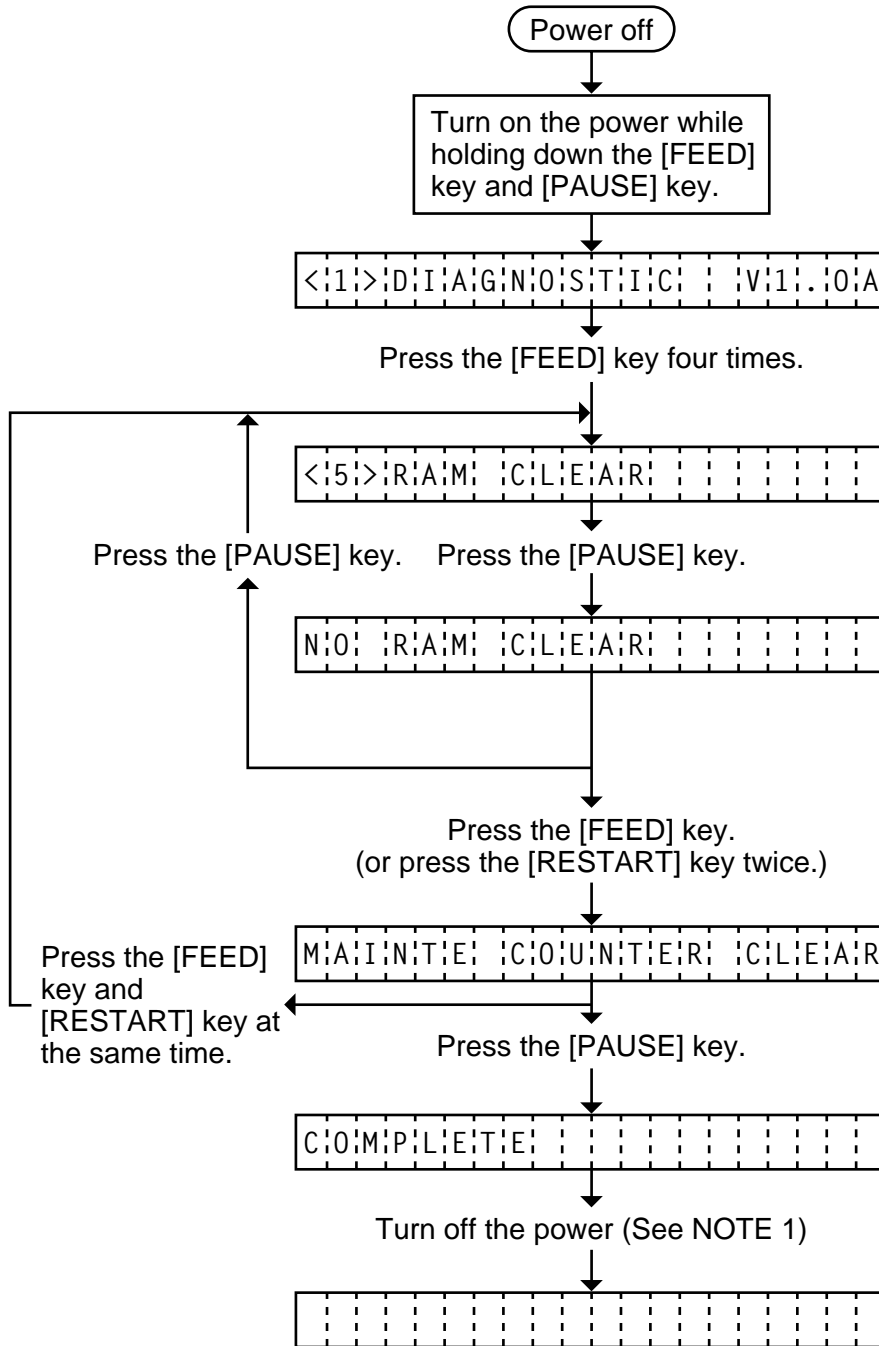 Power off
Turn on the power while
holding down the [FEED]
key and [PAUSE] key.
<1>DIAGNOSTIC  V1.0A
Press the [FEED] key four times.
<5>RAM CLEAR
Press the [PAUSE] key.
Press the [PAUSE] key.
NO RAM CLEAR
Press the [FEED] key.
(or press the [RESTART] key twice.)
MAINTE COUNTER CLEAR
Press the [FEED]
key and
[RESTART] key at
the same time.
Press the [PAUSE] key.
COMPLETE
Turn off the power (See NOTE 1)